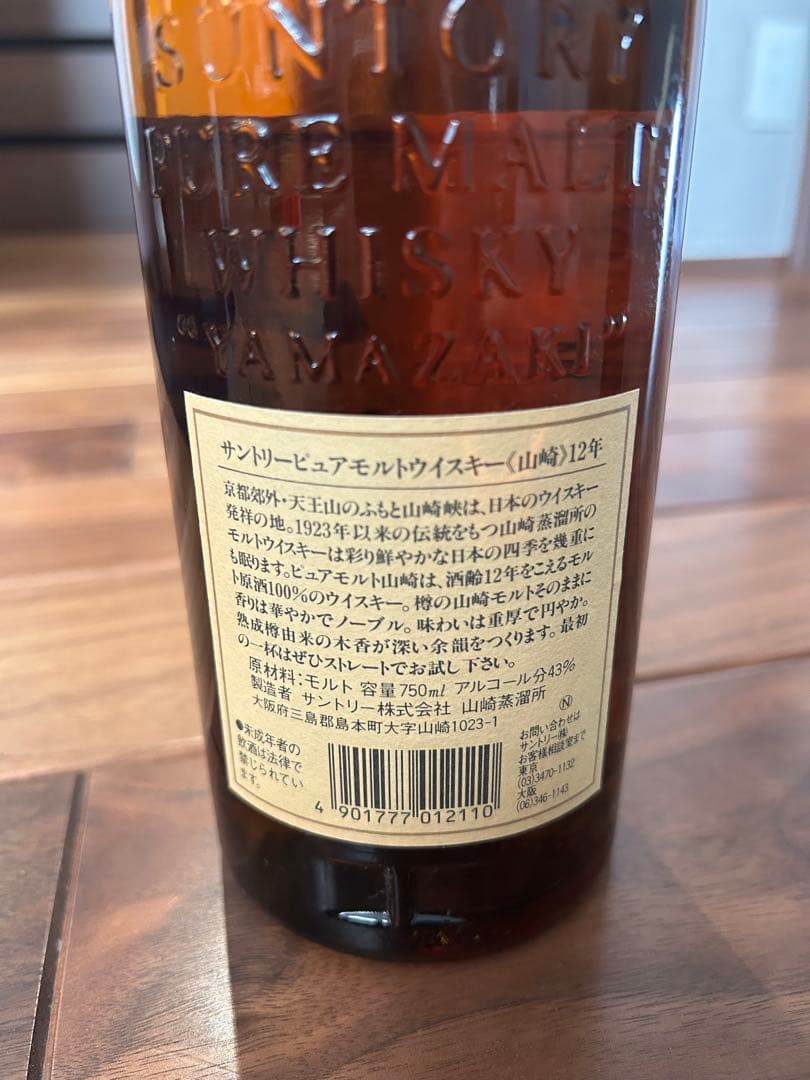 SUNTORY
PURE MALT
WHISKY
"YAMAZAKI"
サントリーピュアモルトウイスキー《山崎》12年
京都郊外・天王山のふもと山崎峡は、日本のウイスキー
発祥の地。1923年以来の伝統をもつ山崎蒸溜所の
モルトウイスキーは彩り鮮やかな日本の四季を幾重に
も眠ります。ピュアモルト山崎は、酒齢12年をこえるモル
ト原酒100%のウイスキー。樽の山崎モルトそのままに
香りは華やかでノーブル。味わいは重厚で円やか。
熟成樽由来の木香が深い余韻をつくります。最初
の一杯はぜひストレートでお試し下さい。
原材料:モルト 容量750ml アルコール分43%
製造者 サントリー株式会社 山崎蒸溜所
大阪府三島郡島本町大字山崎1023-1
Ⓝ
●未成年者の
飲酒は法律で
禁じられてい
ます。
4 901777 012110
お問い合わせは
サントリー(株)
お客様相談室まで
東京
(03)3470-1132
大阪
(06)346-1143